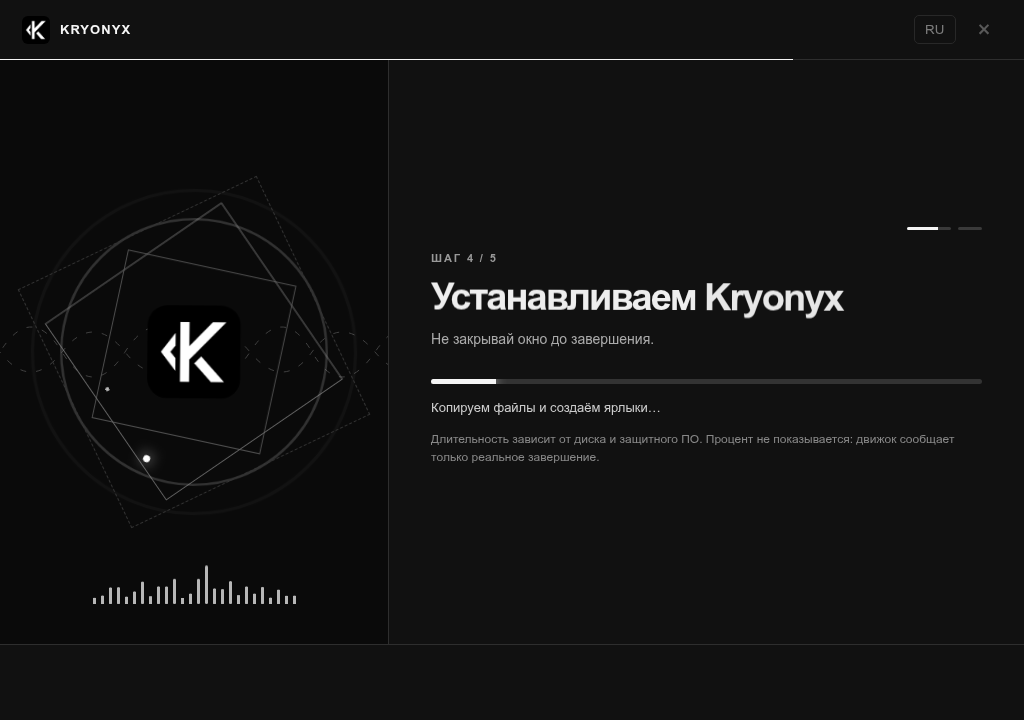 KRYONYX
RU
ШАГ 4 / 5
Устанавливаем Kryonyx
Не закрывай окно до завершения.
Копируем файлы и создаём ярлыки…
Длительность зависит от диска и защитного ПО. Процент не показывается: движок сообщает
только реальное завершение.